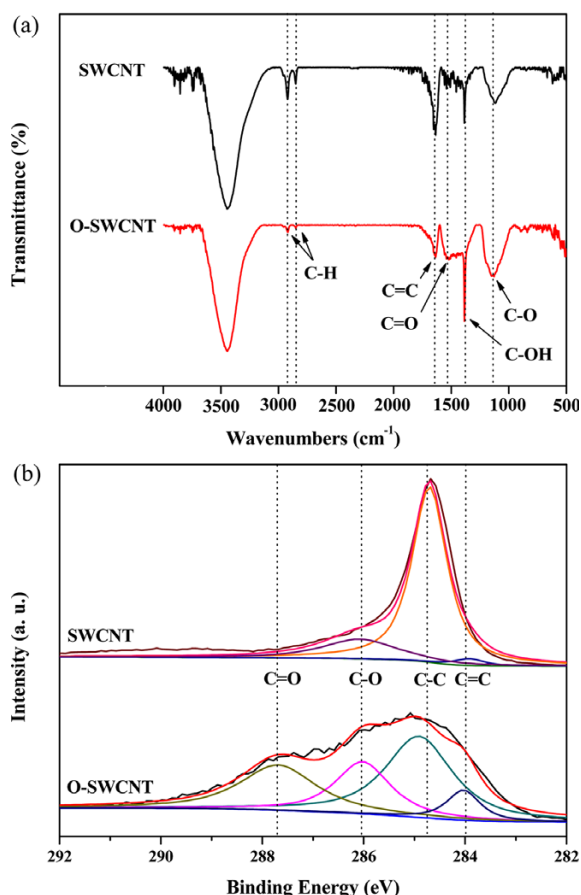 (a)
SWCNT
O-SWCNT
C-H
C=C
C=O
C-O
C-OH
Transmittance (%)
4000 3500 3000 2500 2000 1500 1000 500
Wavenumbers (cm⁻¹)
(b)
SWCNT
C=O C-O C-C C=C
O-SWCNT
Intensity (a. u.)
292 290 288 286 284 282
Binding Energy (eV)